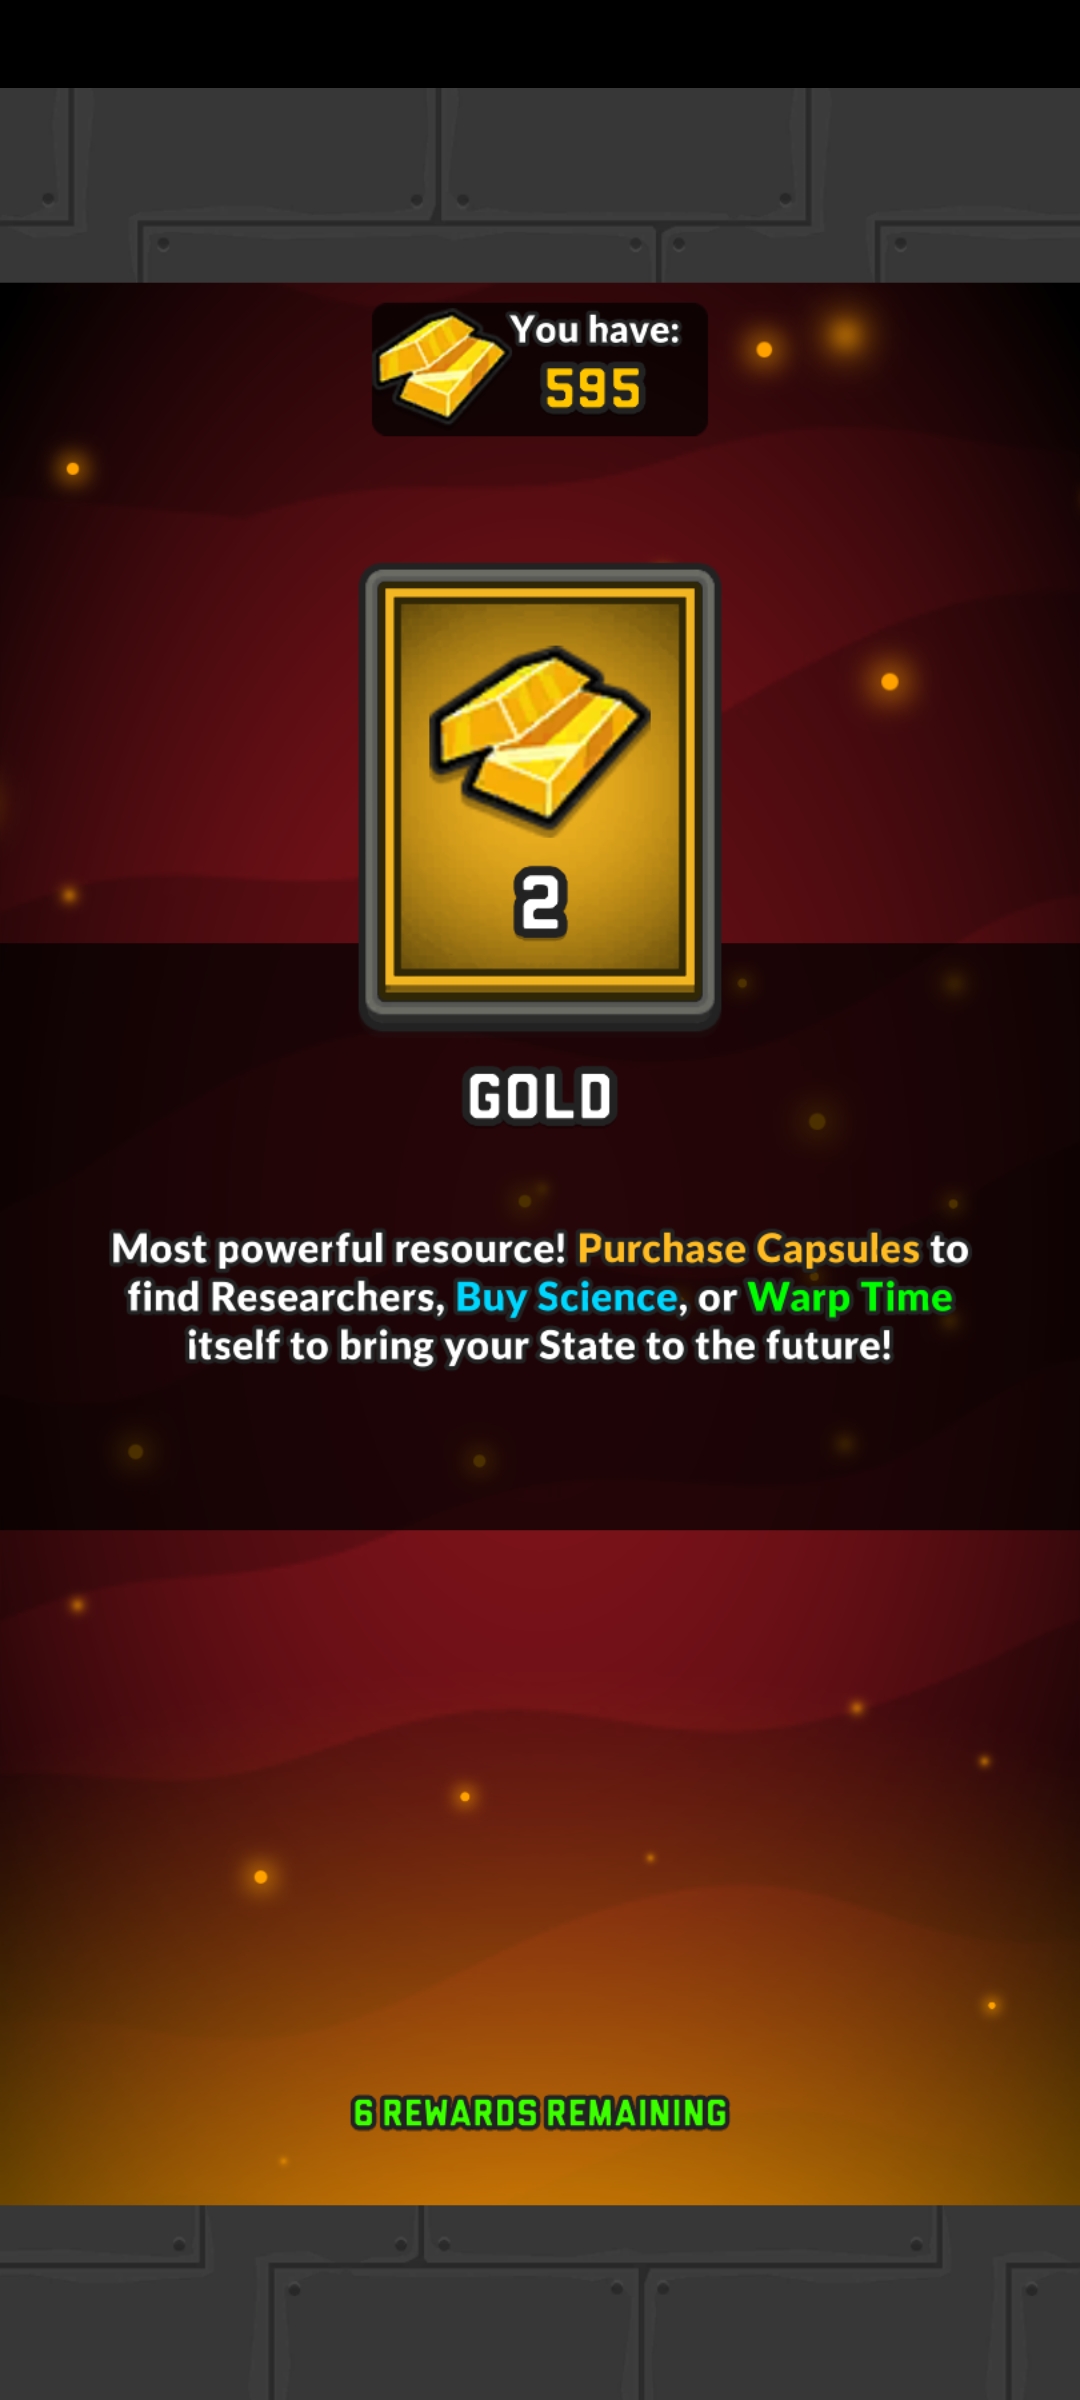 You have:
595
2
GOLD
Most powerful resource! Purchase Capsules to
find Researchers, Buy Science, or Warp Time
itself to bring your State to the future!
6 REWARDS REMAINING